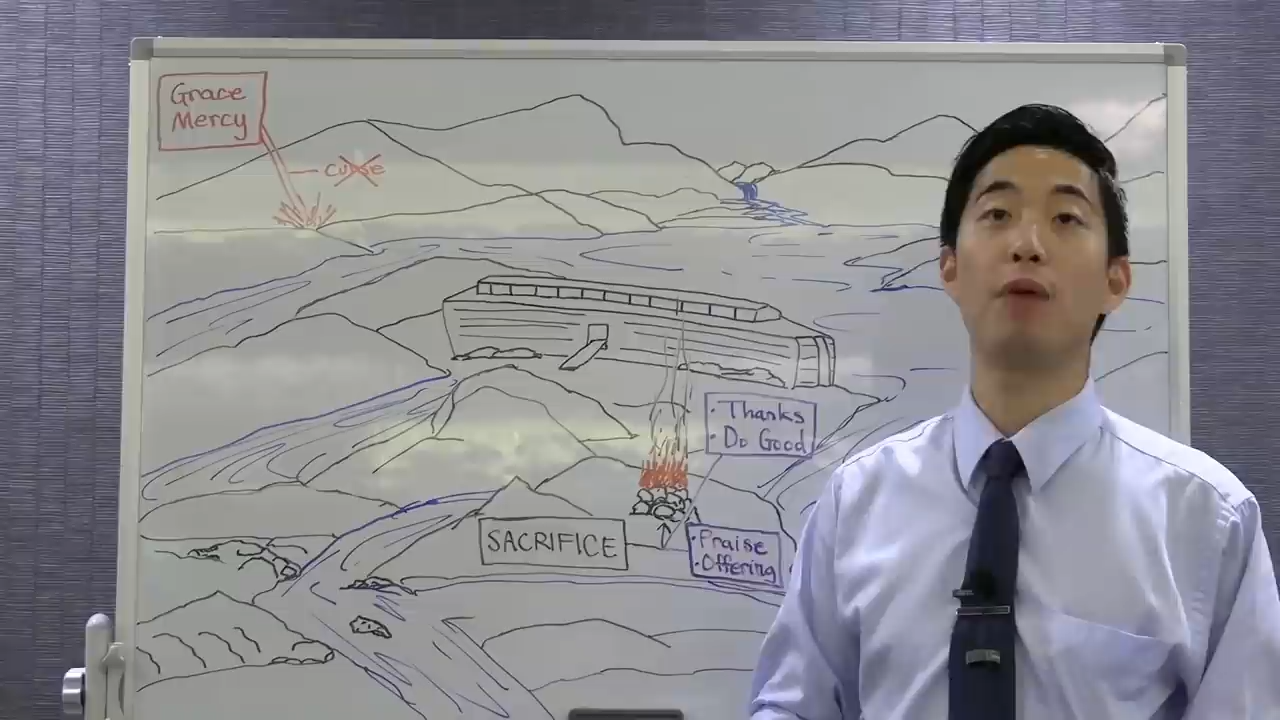 Grace
Mercy
Curse
• Thanks
• Do Good
SACRIFICE
• Praise
• Offering